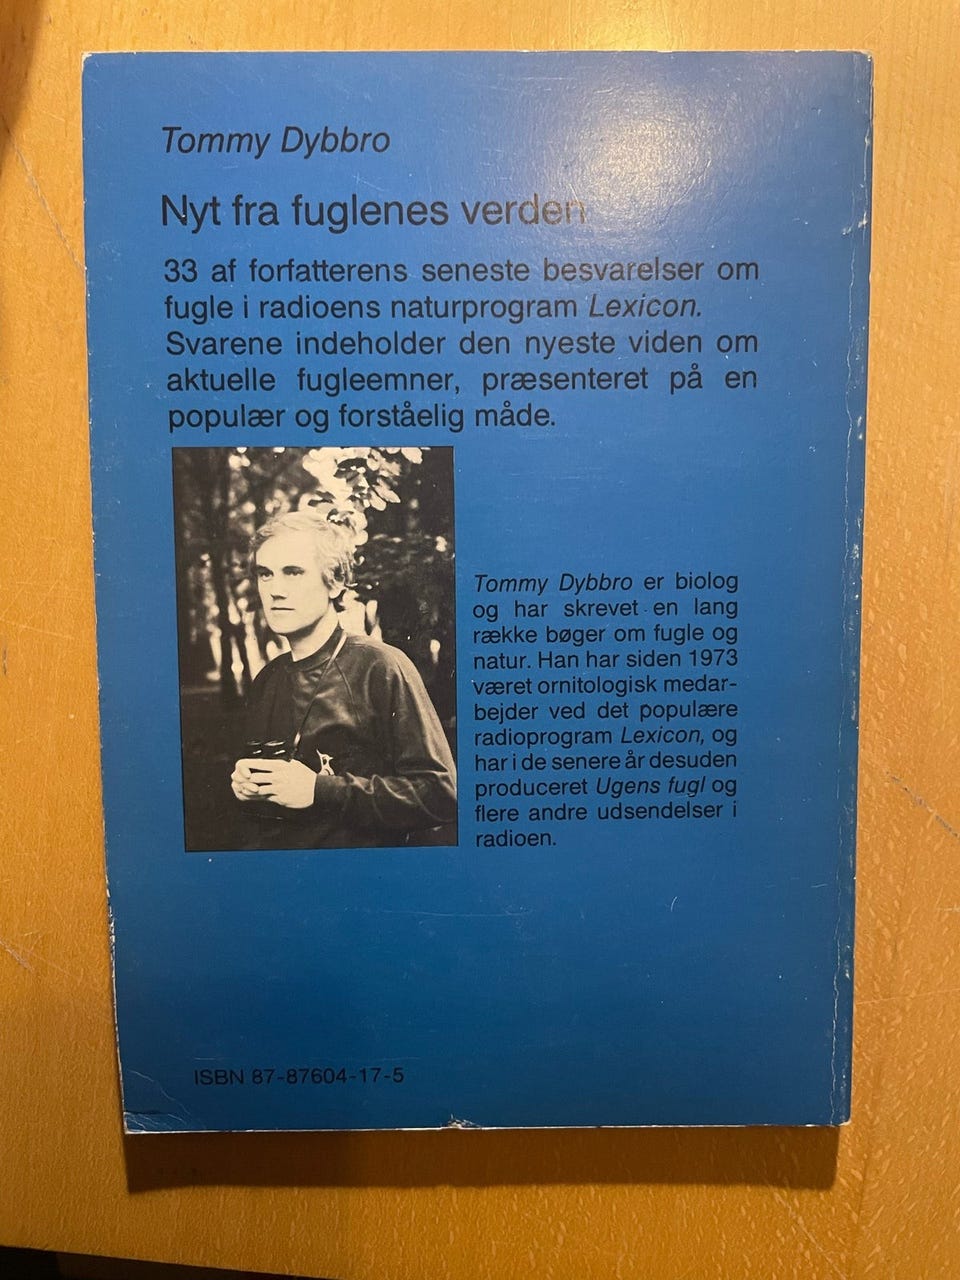 Tommy Dybbro
Nyt fra fuglenes verden
33 af forfatterens seneste besvarelser om
fugle i radioens naturprogram Lexicon.
Svarene indeholder den nyeste viden om
aktuelle fugleemner, præsenteret på en
populær og forståelig måde.
Tommy Dybbro er biolog
og har skrevet en lang
række bøger om fugle og
natur. Han har siden 1973
været ornitologisk medar-
bejder ved det populære
radioprogram Lexicon, og
har i de senere år desuden
produceret Ugens fugl og
flere andre udsendelser i
radioen.
ISBN 87-87604-17-5